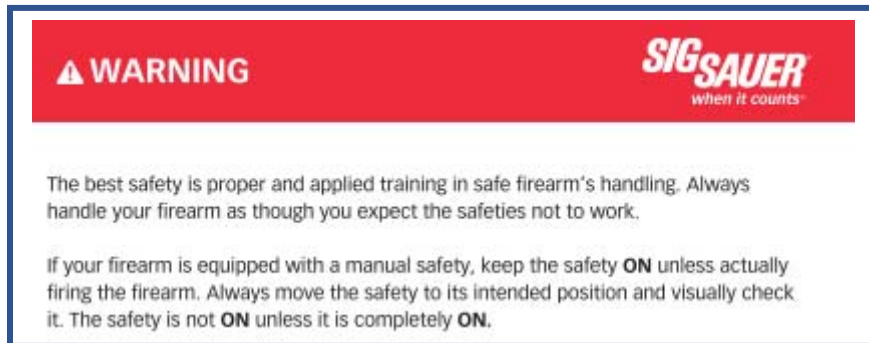 WARNING
SIG SAUER
when it counts
The best safety is proper and applied training in safe firearm's handling. Always
handle your firearm as though you expect the safeties not to work.
If your firearm is equipped with a manual safety, keep the safety ON unless actually
firing the firearm. Always move the safety to its intended position and visually check
it. The safety is not ON unless it is completely ON.